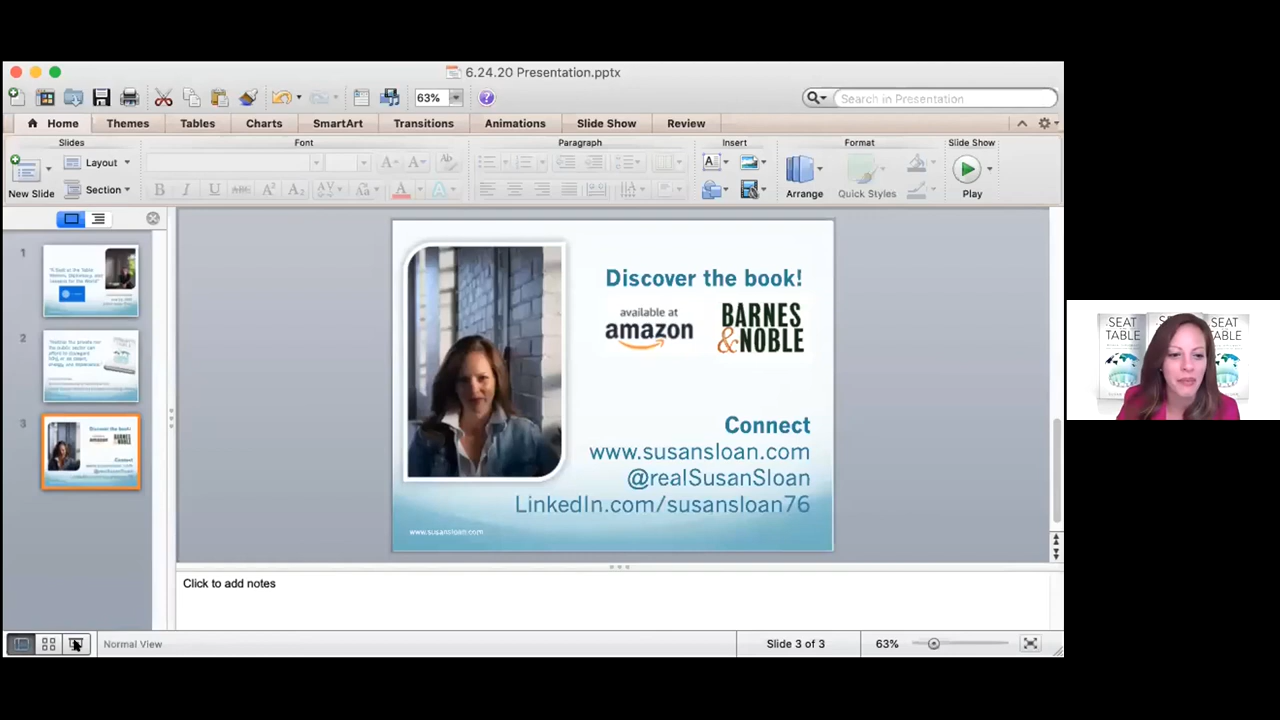 6.24.20 Presentation.pptx
63%
Search in Presentation
Home Themes Tables Charts SmartArt Transitions Animations Slide Show Review
Slides Font Paragraph Insert Format Slide Show
Layout
Section
New Slide
Arrange
Quick Styles
Play
1
2
3
Discover the book!
available at
amazon
BARNES
&NOBLE
Connect
www.susansloan.com
@realSusanSloan
LinkedIn.com/susansloan76
www.susansloan.com
Click to add notes
Normal View
Slide 3 of 3
63%
SEAT
TABLE
SEAT
TABLE